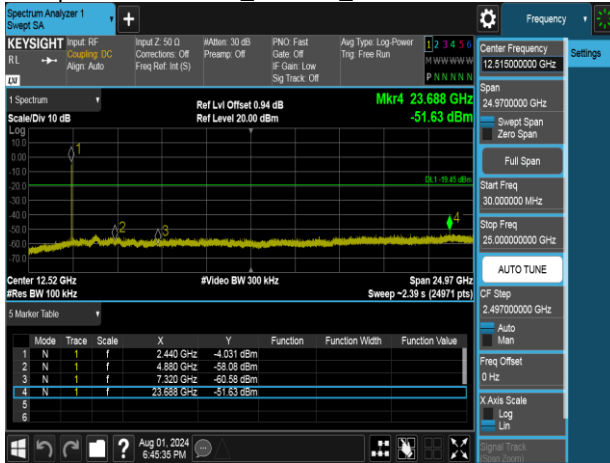 Spectrum Analyzer 1
Swept SA
+
Frequency
KEYSIGHT Input: RF Input Z: 50 Ω #Atten: 30 dB PNO: Fast Avg Type: Log-Power 1 2 3 4 5 6
RL Coupling: DC Corrections: Off Preamp: Off Gate: Off Trig: Free Run M W W W W W
Align: Auto Freq Ref: Int (S) IF Gain: Low
Sig Track: Off P N N N N N
LXI
Settings
Center Frequency
12.515000000 GHz
Span
24.9700000 GHz
Swept Span
Zero Span
Full Span
Start Freq
30.000000 MHz
Stop Freq
25.000000000 GHz
AUTO TUNE
CF Step
2.497000000 GHz
Auto
Man
Freq Offset
0 Hz
X Axis Scale
Log
Lin
Signal Track
(Span Zoom)
1 Spectrum
Ref Lvl Offset 0.94 dB Mkr4 23.688 GHz
Scale/Div 10 dB Ref Level 20.00 dBm -51.63 dBm
Log
10.0
0.00
-10.0
-20.0
-30.0
-40.0
-50.0
-60.0
-70.0
1
2
3
4
DL1 -19.45 dBm
Center 12.52 GHz #Video BW 300 kHz Span 24.97 GHz
#Res BW 100 kHz Sweep ~2.39 s (24971 pts)
5 Marker Table
Mode Trace Scale X Y Function Function Width Function Value
1 N 1 f 2.440 GHz -4.031 dBm
2 N 1 f 4.880 GHz -58.08 dBm
3 N 1 f 7.320 GHz -60.58 dBm
4 N 1 f 23.688 GHz -51.63 dBm
5
6
? Aug 01, 2024
6:45:35 PM